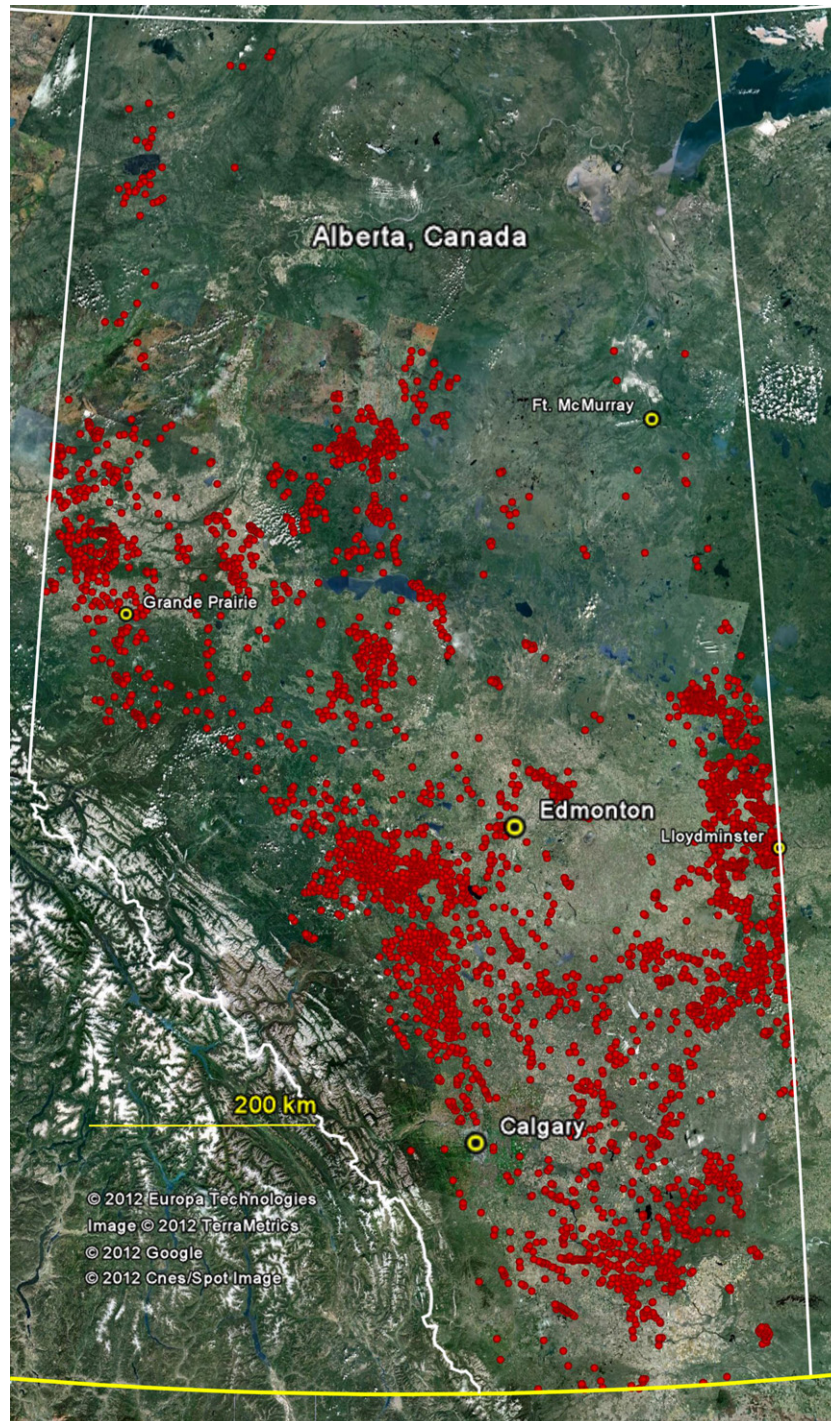 Alberta, Canada
Ft. McMurray
Grande Prairie
Edmonton
Lloydminster
200 km
Calgary
© 2012 Europa Technologies
Image © 2012 TerraMetrics
© 2012 Google
© 2012 Cnes/Spot Image